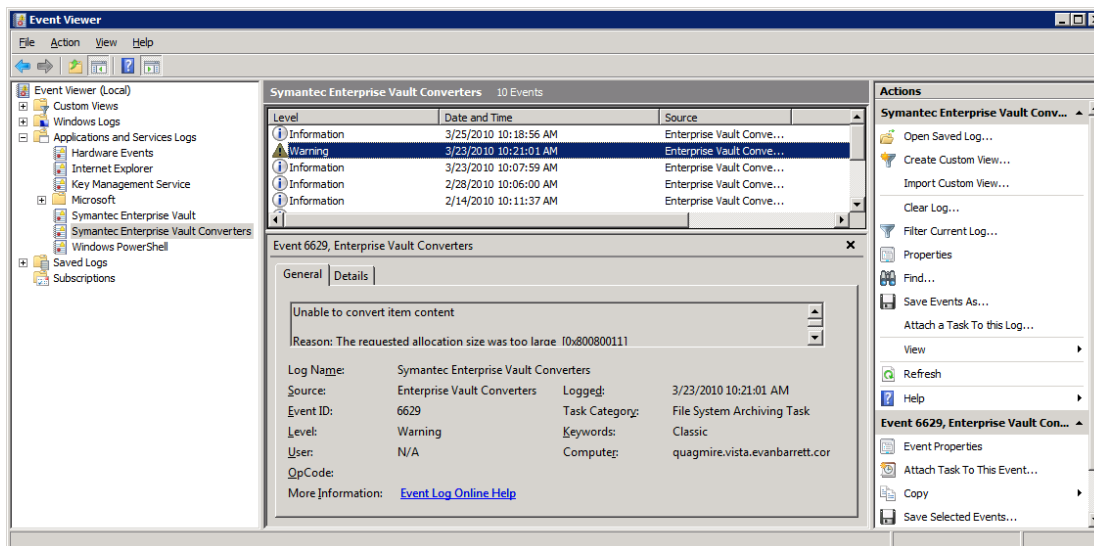 Event Viewer
File Action View Help
Event Viewer (Local)
Custom Views
Windows Logs
Applications and Services Logs
Hardware Events
Internet Explorer
Key Management Service
Microsoft
Symantec Enterprise Vault
Symantec Enterprise Vault Converters
Windows PowerShell
Saved Logs
Subscriptions
Symantec Enterprise Vault Converters 10 Events
Level Date and Time Source
Information 3/25/2010 10:18:56 AM Enterprise Vault Conve...
Warning 3/23/2010 10:21:01 AM Enterprise Vault Conve...
Information 3/23/2010 10:07:59 AM Enterprise Vault Conve...
Information 2/28/2010 10:06:00 AM Enterprise Vault Conve...
Information 2/14/2010 10:11:37 AM Enterprise Vault Conve...
Event 6629, Enterprise Vault Converters
General Details
Unable to convert item content
Reason: The requested allocation size was too large [0x80080011]
Log Name: Symantec Enterprise Vault Converters
Source: Enterprise Vault Converters Logged: 3/23/2010 10:21:01 AM
Event ID: 6629 Task Category: File System Archiving Task
Level: Warning Keywords: Classic
User: N/A Computer: quagmire.vista.evanbarrett.cor
OpCode:
More Information: Event Log Online Help
Actions
Symantec Enterprise Vault Conv...
Open Saved Log...
Create Custom View...
Import Custom View...
Clear Log...
Filter Current Log...
Properties
Find...
Save Events As...
Attach a Task To this Log...
View
Refresh
Help
Event 6629, Enterprise Vault Con...
Event Properties
Attach Task To This Event...
Copy
Save Selected Events...